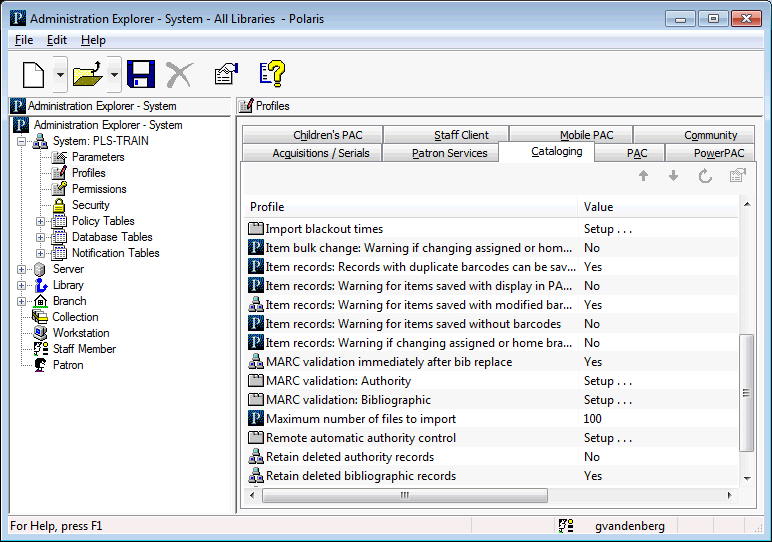 Administration Explorer - System - All Libraries - Polaris
File Edit Help
Administration Explorer - System
Profiles
Administration Explorer - System
System: PLS-TRAIN
Parameters
Profiles
Permissions
Security
Policy Tables
Database Tables
Notification Tables
Server
Library
Branch
Collection
Workstation
Staff Member
Patron
Children's PAC Staff Client Mobile PAC Community
Acquisitions / Serials Patron Services Cataloging PAC PowerPAC
Profile Value
Import blackout times Setup . . .
Item bulk change: Warning if changing assigned or hom... No
Item records: Records with duplicate barcodes can be sav... Yes
Item records: Warning for items saved with display in PA... No
Item records: Warning for items saved with modified bar... Yes
Item records: Warning for items saved without barcodes No
Item records: Warning if changing assigned or home bra... No
MARC validation immediately after bib replace Yes
MARC validation: Authority Setup . . .
MARC validation: Bibliographic Setup . . .
Maximum number of files to import 100
Remote automatic authority control Setup . . .
Retain deleted authority records No
Retain deleted bibliographic records Yes
For Help, press F1
gvandenberg